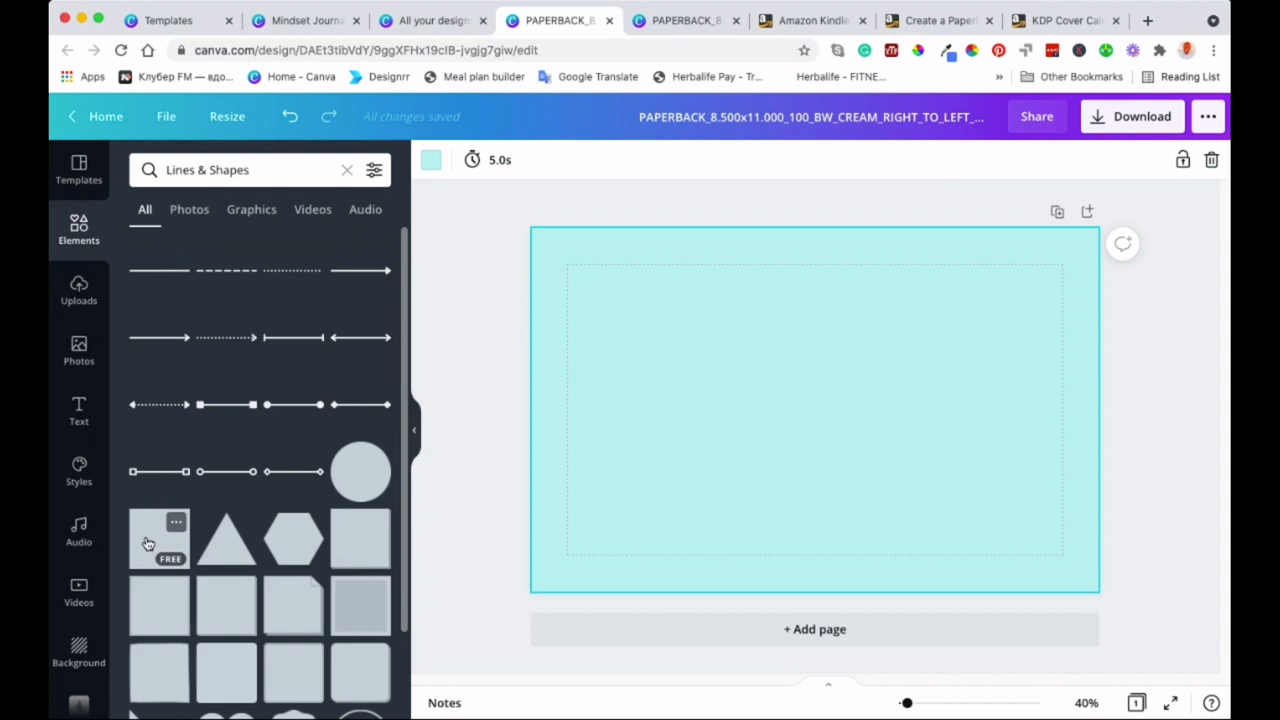 Templates
Mindset Journa
All your design
PAPERBACK_8
PAPERBACK_8
Amazon Kindle
Create a Paper
KDP Cover Calc
canva.com/design/DAEt3tibVdY/9ggXFHx19cIB-jvgjg7giw/edit
Apps
Клубер FM — вдо...
Home - Canva
Designrr
Meal plan builder
Google Translate
Herbalife Pay - Tr...
Herbalife - FITNE...
»
Other Bookmarks
Reading List
Home
File
Resize
All changes saved
PAPERBACK_8.500x11.000_100_BW_CREAM_RIGHT_TO_LEFT_...
Share
Download
Templates
Elements
Uploads
Photos
Text
Styles
Audio
Videos
Background
Lines & Shapes
All
Photos
Graphics
Videos
Audio
FREE
5.0s
+ Add page
Notes
40%
1
?